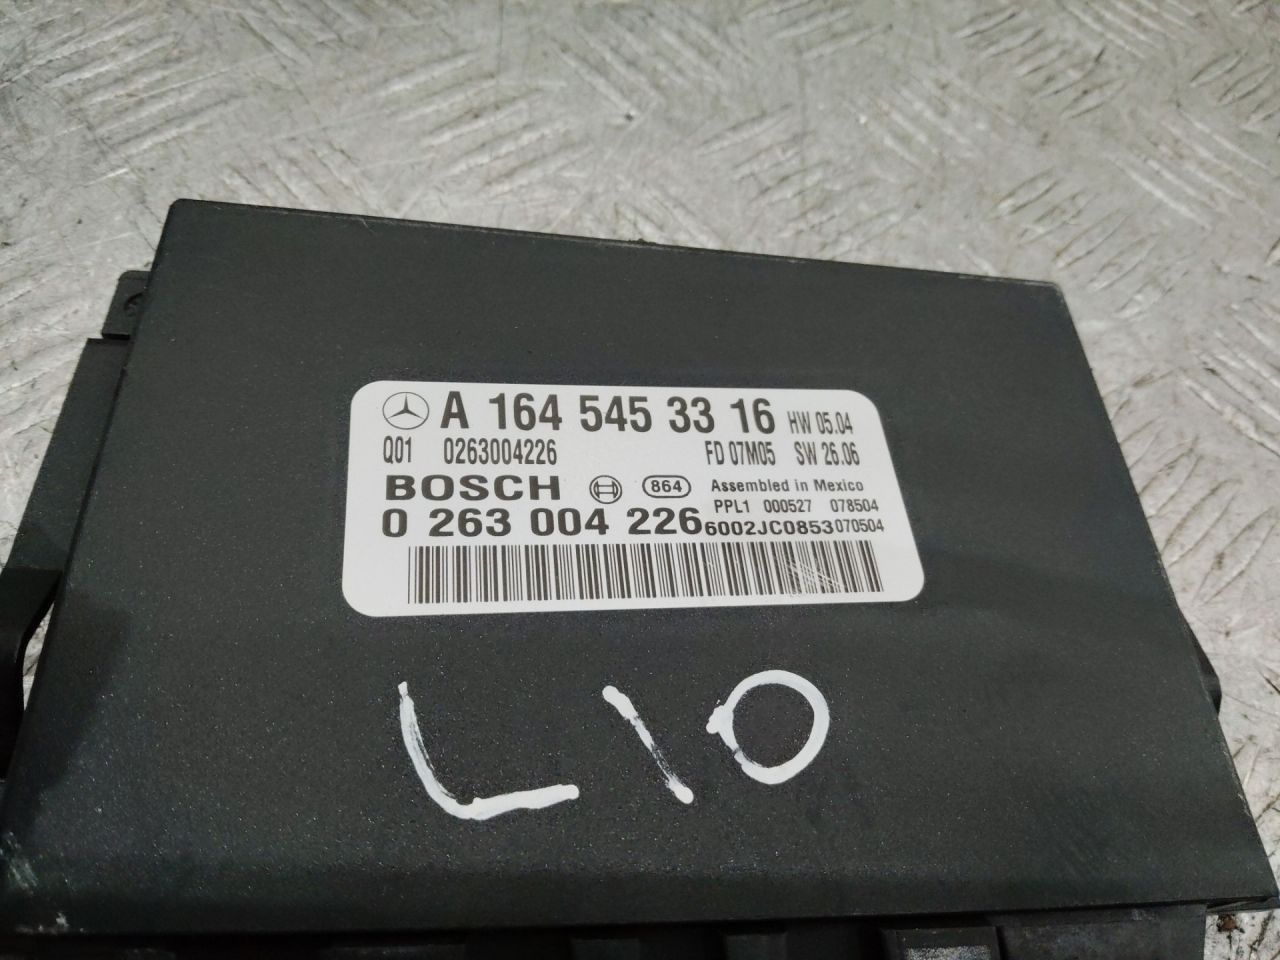 A 164 545 33 16 HW 05.04
Q01 0263004226 FD 07M05 SW 26.06
BOSCH 864 Assembled in Mexico
PPL1 000527 078504
0 263 004 226 6002JC0853 070504
L10